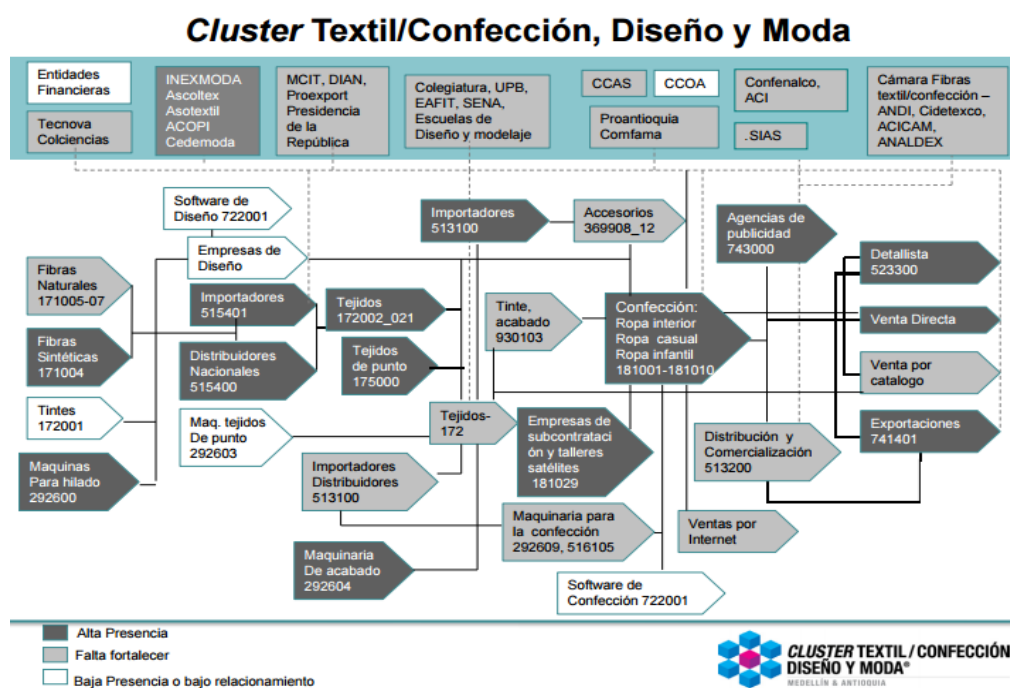 Cluster Textil/Confección, Diseño y Moda
Entidades
Financieras
Tecnova
Colciencias
INEXMODA
Ascoltex
Asotextil
ACOPI
Cedemoda
MCIT, DIAN,
Proexport
Presidencia
de la
República
Colegiatura, UPB,
EAFIT, SENA,
Escuelas de
Diseño y modelaje
CCAS
CCOA
Proantioquia
Comfama
Confenalco,
ACI
.SIAS
Cámara Fibras
textil/confección –
ANDI, Cidetexco,
ACICAM,
ANALDEX
Software de
Diseño 722001
Empresas de
Diseño
Importadores
513100
Accesorios
369908_12
Agencias de
publicidad
743000
Detallista
523300
Fibras
Naturales
171005-07
Importadores
515401
Tejidos
172002_021
Tinte,
acabado
930103
Confección:
Ropa interior
Ropa casual
Ropa infantil
181001-181010
Venta Directa
Fibras
Sintéticas
171004
Distribuidores
Nacionales
515400
Tejidos
de punto
175000
Venta por
catalogo
Tintes
172001
Maq. tejidos
De punto
292603
Tejidos-
172
Empresas de
subcontrataci
ón y talleres
satélites
181029
Distribución y
Comercialización
513200
Exportaciones
741401
Maquinas
Para hilado
292600
Importadores
Distribuidores
513100
Maquinaria para
la confección
292609, 516105
Ventas por
Internet
Maquinaria
De acabado
292604
Software de
Confección 722001
Alta Presencia
Falta fortalecer
Baja Presencia o bajo relacionamiento
CLUSTER TEXTIL / CONFECCIÓN
DISEÑO Y MODA®
MEDELLÍN & ANTIOQUIA